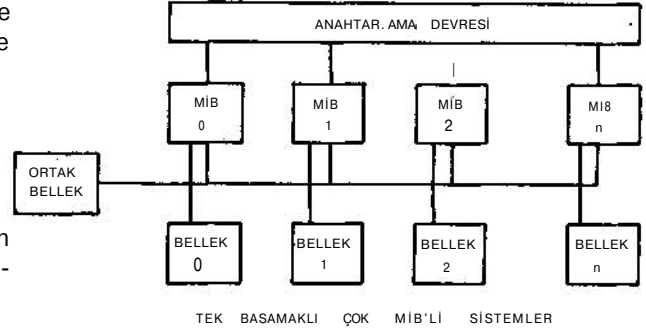 e
e
ANAHTAR.AMA DEVRESİ
MİB MİB MİB MI8
0 1 2 n
ORTAK
BELLEK
n
-
BELLEK BELLEK BELLEK BELLEK
0 1 2 n
TEK BASAMAKLI ÇOK MİB'Lİ SİSTEMLER